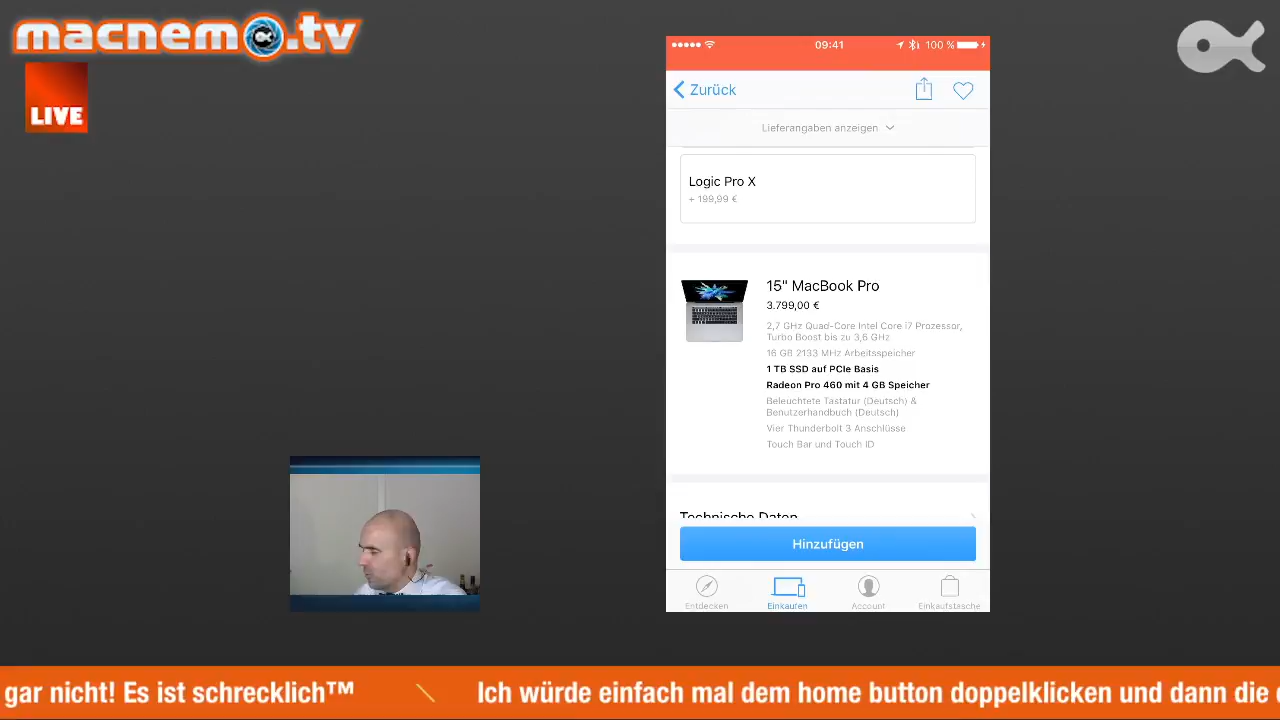 macnemo.tv
LIVE
09:41
100 %
Zurück
Lieferangaben anzeigen
Logic Pro X
+ 199,99 €
15" MacBook Pro
3.799,00 €
2,7 GHz Quad-Core Intel Core i7 Prozessor,
Turbo Boost bis zu 3,6 GHz
16 GB 2133 MHz Arbeitsspeicher
1 TB SSD auf PCIe Basis
Radeon Pro 460 mit 4 GB Speicher
Beleuchtete Tastatur (Deutsch) &
Benutzerhandbuch (Deutsch)
Vier Thunderbolt 3 Anschlüsse
Touch Bar und Touch ID
Technische Daten
Hinzufügen
Entdecken
Einkaufen
Account
Einkaufstasche
gar nicht! Es ist schrecklich™ \ Ich würde einfach mal dem home button doppelklicken und dann die